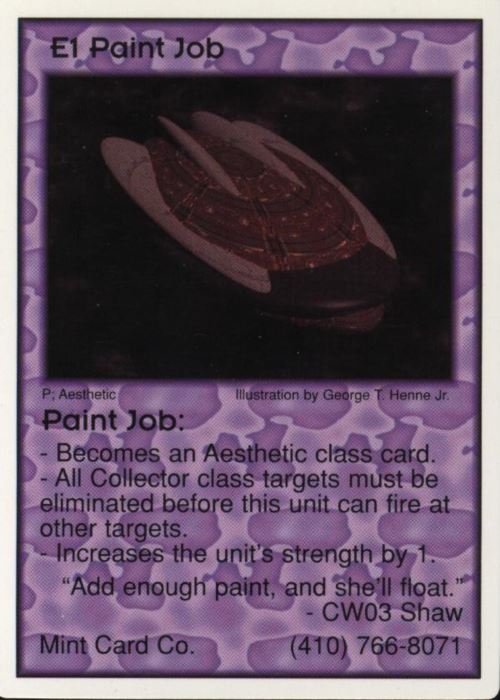 E1 Paint Job
P; Aesthetic Illustration by George T. Henne Jr.
Paint Job:
- Becomes an Aesthetic class card.
- All Collector class targets must be
eliminated before this unit can fire at
other targets.
- Increases the unit's strength by 1.
“Add enough paint, and she'll float.”
- CW03 Shaw
Mint Card Co. (410) 766-8071